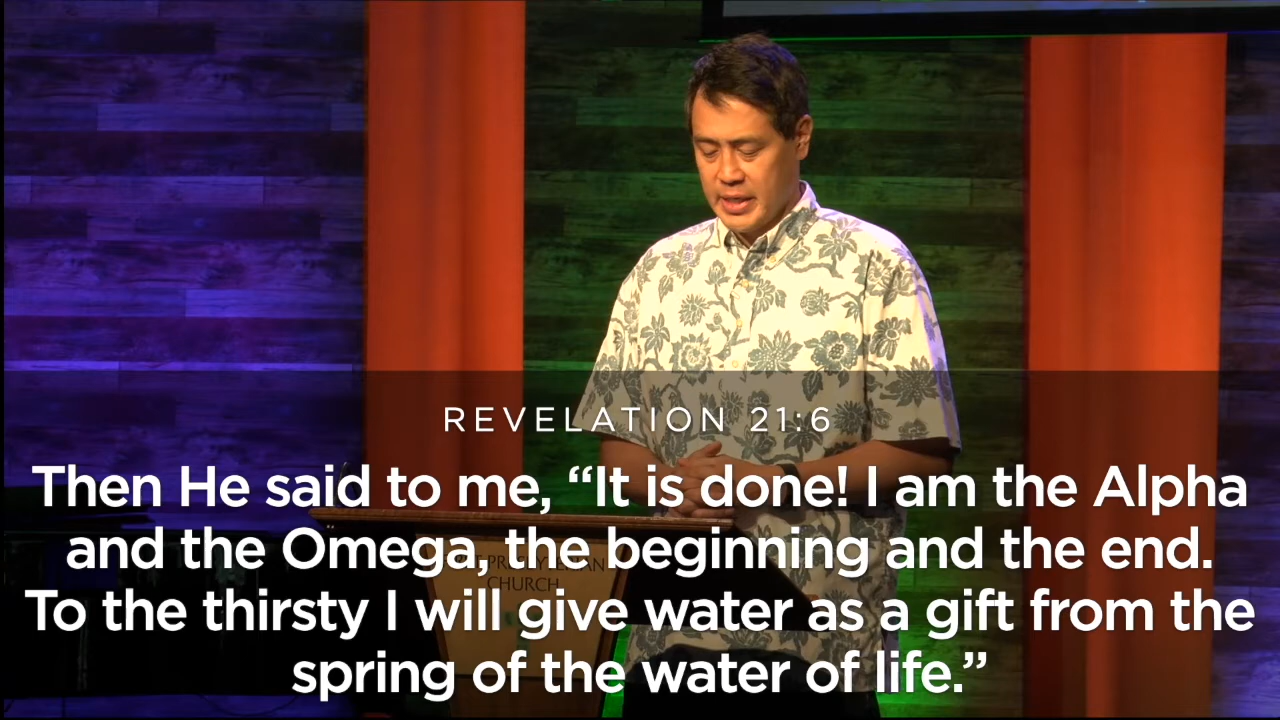 REVELATION 21:6
Then He said to me, “It is done! I am the Alpha
and the Omega, the beginning and the end.
To the thirsty I will give water as a gift from the
spring of the water of life.”
PRESBYTERIAN
CHURCH